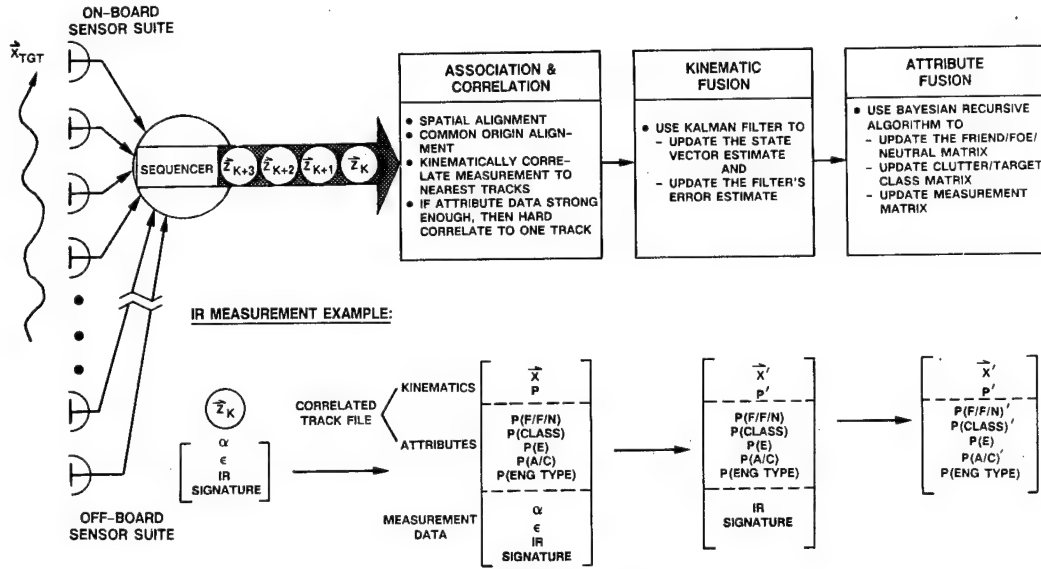 ON-BOARD
SENSOR SUITE
X TGT
SEQUENCER
Z K+3
Z K+2
Z K+1
Z K
ASSOCIATION &
CORRELATION
● SPATIAL ALIGNMENT
● COMMON ORIGIN ALIGN-
MENT
● KINEMATICALLY CORRE-
LATE MEASUREMENT TO
NEAREST TRACKS
● IF ATTRIBUTE DATA STRONG
ENOUGH, THEN HARD
CORRELATE TO ONE TRACK
KINEMATIC
FUSION
● USE KALMAN FILTER TO
– UPDATE THE STATE
VECTOR ESTIMATE
AND
– UPDATE THE FILTER'S
ERROR ESTIMATE
ATTRIBUTE
FUSION
● USE BAYESIAN RECURSIVE
ALGORITHM TO
– UPDATE THE FRIEND/FOE/
NEUTRAL MATRIX
– UPDATE CLUTTER/TARGET
CLASS MATRIX
– UPDATE MEASUREMENT
MATRIX
IR MEASUREMENT EXAMPLE:
Z K
α
ϵ
IR
SIGNATURE
CORRELATED
TRACK FILE
KINEMATICS
ATTRIBUTES
MEASUREMENT
DATA
X
P
P(F/F/N)
P(CLASS)
P(E)
P(A/C)
P(ENG TYPE)
α
ϵ
IR
SIGNATURE
X'
P'
P(F/F/N)
P(CLASS)
P(E)
P(A/C)
P(ENG TYPE)
IR
SIGNATURE
X'
P'
P(F/F/N)'
P(CLASS)'
P(E)
P(A/C)'
P(ENG TYPE)
OFF-BOARD
SENSOR SUITE